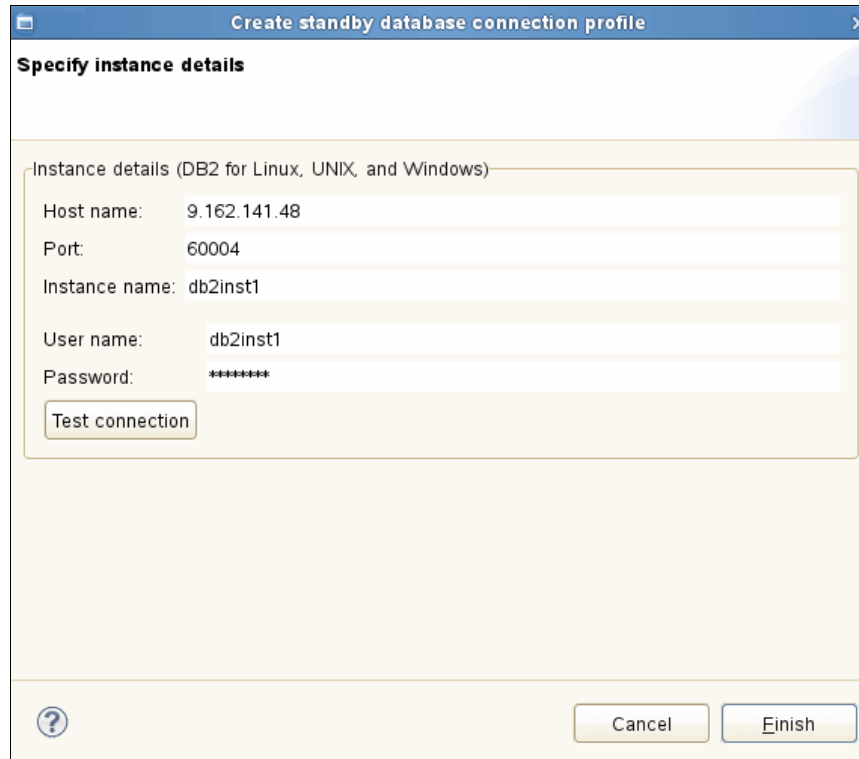 Create standby database connection profile
Specify instance details
Instance details (DB2 for Linux, UNIX, and Windows)
Host name: 9.162.141.48
Port: 60004
Instance name: db2inst1
User name: db2inst1
Password: ********
Test connection
? Cancel Finish